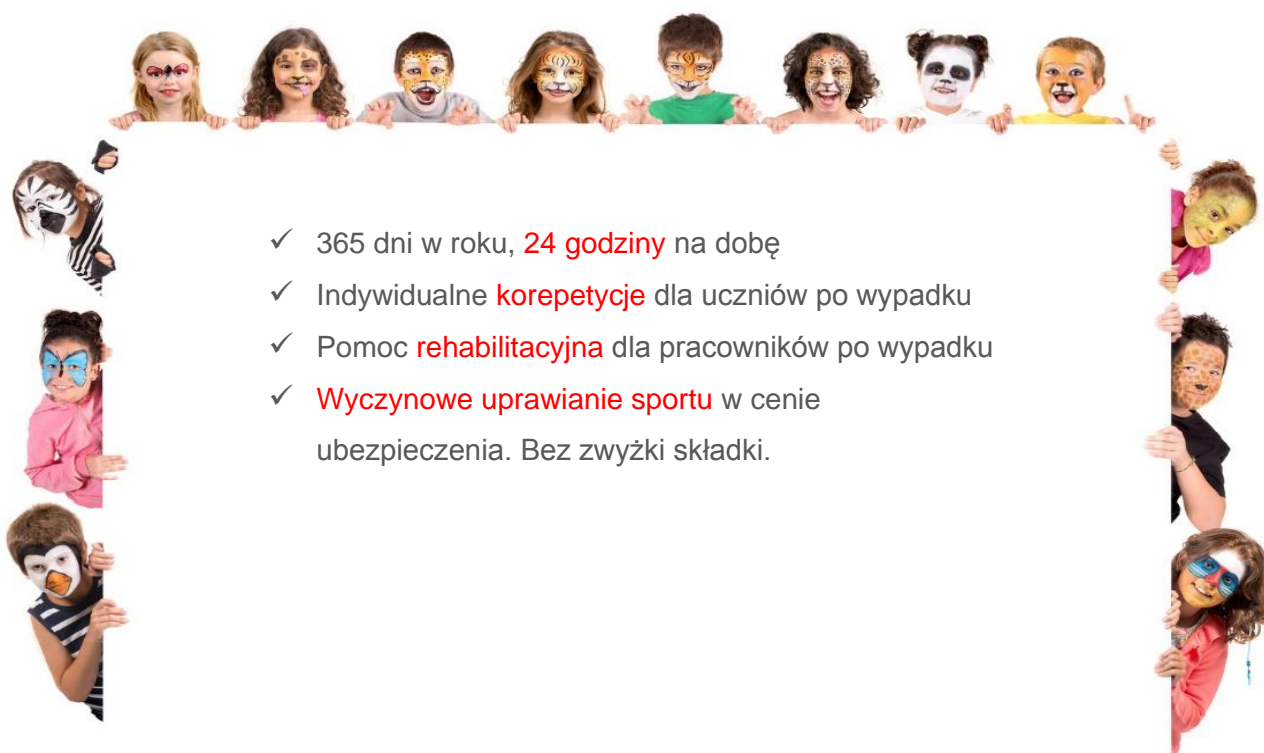 ✓ 365 dni w roku, 24 godziny na dobę
✓ Indywidualne korepetycje dla uczniów po wypadku
✓ Pomoc rehabilitacyjna dla pracowników po wypadku
✓ Wyczynowe uprawianie sportu w cenie
ubezpieczenia. Bez zwyżki składki.